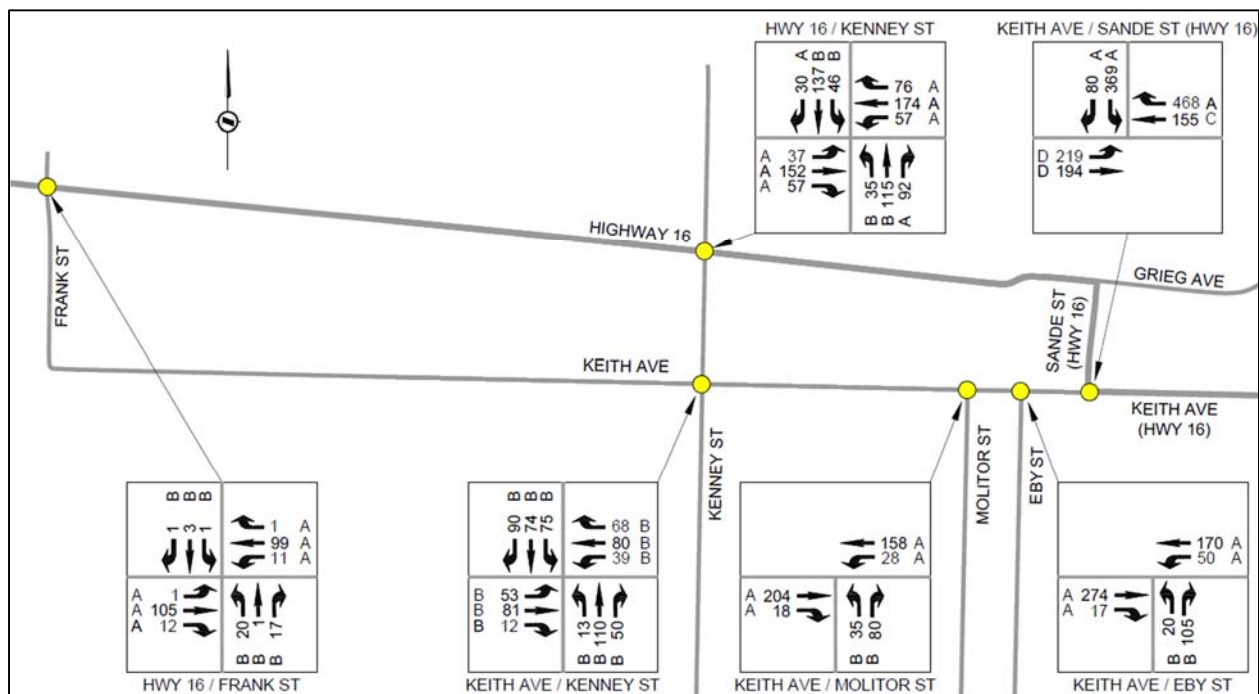 HWY 16 / KENNEY ST
KEITH AVE / SANDE ST (HWY 16)
A B B
30 137 46
76 A
174 A
57 A
A 37
A 152
A 57
35 115 92
B B A
A A
80 369
468 A
155 C
D 219
D 194
HIGHWAY 16
GRIEG AVE
FRANK ST
SANDE ST
(HWY 16)
KEITH AVE
KEITH AVE
(HWY 16)
KENNEY ST
MOLITOR ST
EBY ST
B B B
1 3 1
1 A
99 A
11 A
A 1
A 105
A 12
20 1 17
B B B
HWY 16 / FRANK ST
B B B
90 74 75
68 B
80 B
39 B
B 53
B 81
B 12
13 110 50
B B B
KEITH AVE / KENNEY ST
158 A
28 A
A 204
A 18
35 80
B B
KEITH AVE / MOLITOR ST
170 A
50 A
A 274
A 17
20 105
B B
KEITH AVE / EBY ST